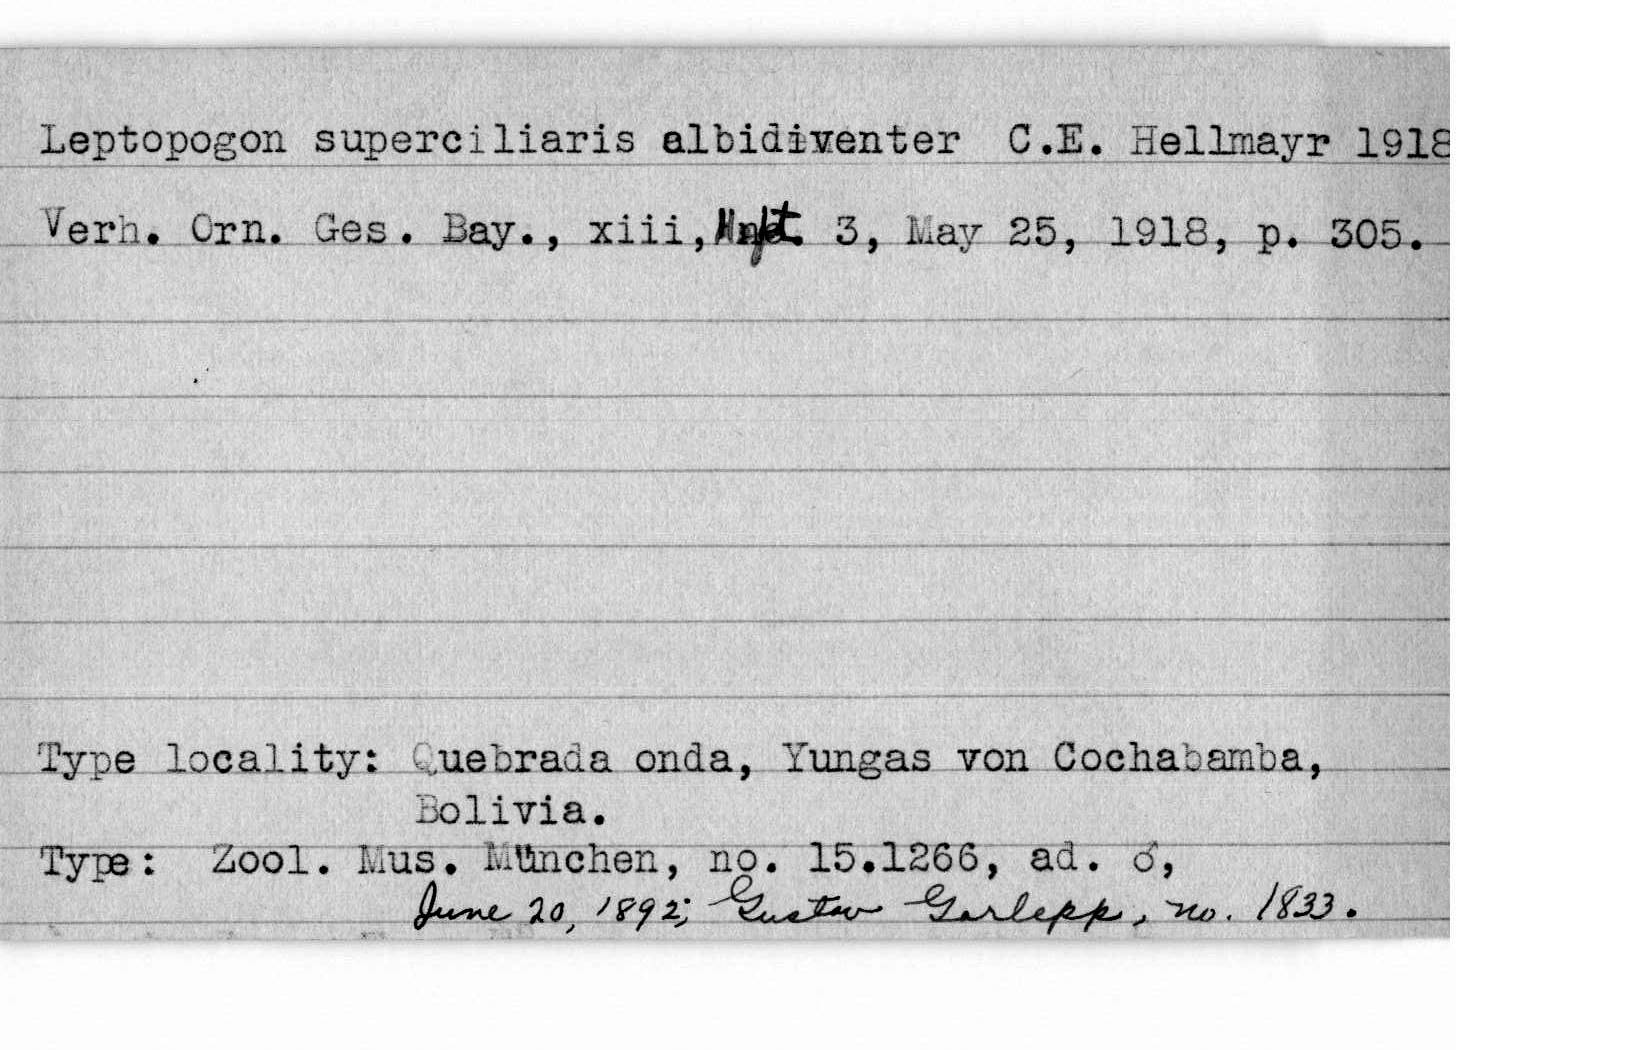 Leptopogon superciliaris albidiventer C.E. Hellmayr 1918
Verh. Orn. Ges. Bay., xiii, 3, May 25, 1918, p. 305.
Type locality: Quebrada onda, Yungas von Cochabamba,
Bolivia.
Type: Zool. Mus. München, no. 15.1266, ad. ♂,
June 20, 1892; Gustav Garlepp, no. 1833.